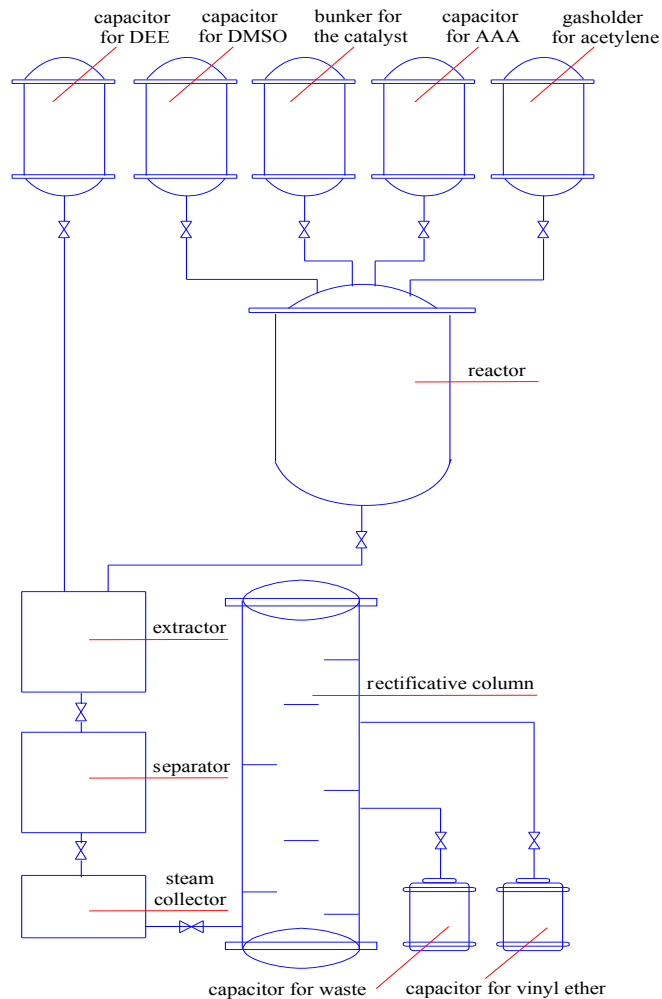 capacitor
for DEE
capacitor
for DMSO
bunker for
the catalyst
capacitor
for AAA
gasholder
for acetylene
reactor
extractor
rectificative column
separator
steam
collector
capacitor for waste
capacitor for vinyl ether